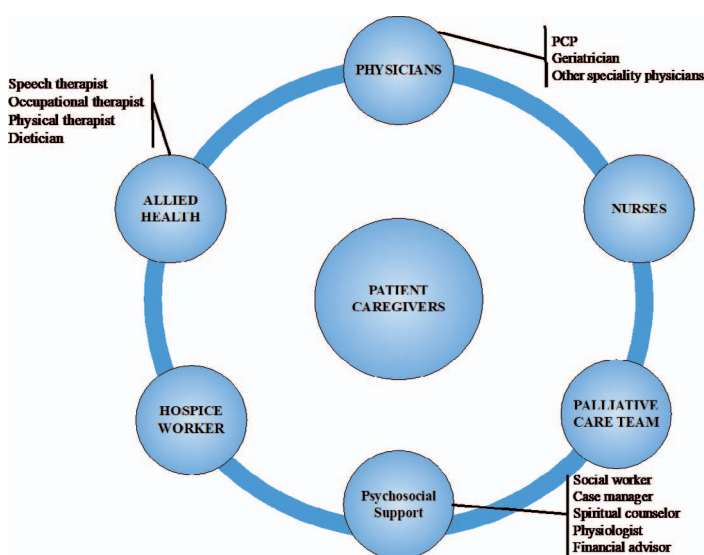 PHYSICIANS
PCP
Geriatrician
Other speciality physicians
Speech therapist
Occupational therapist
Physical therapist
Dietician
ALLIED
HEALTH
NURSES
PATIENT
CAREGIVERS
HOSPICE
WORKER
PALLIATIVE
CARE TEAM
Psychosocial
Support
Social worker
Case manager
Spiritual counselor
Physiologist
Financial advisor